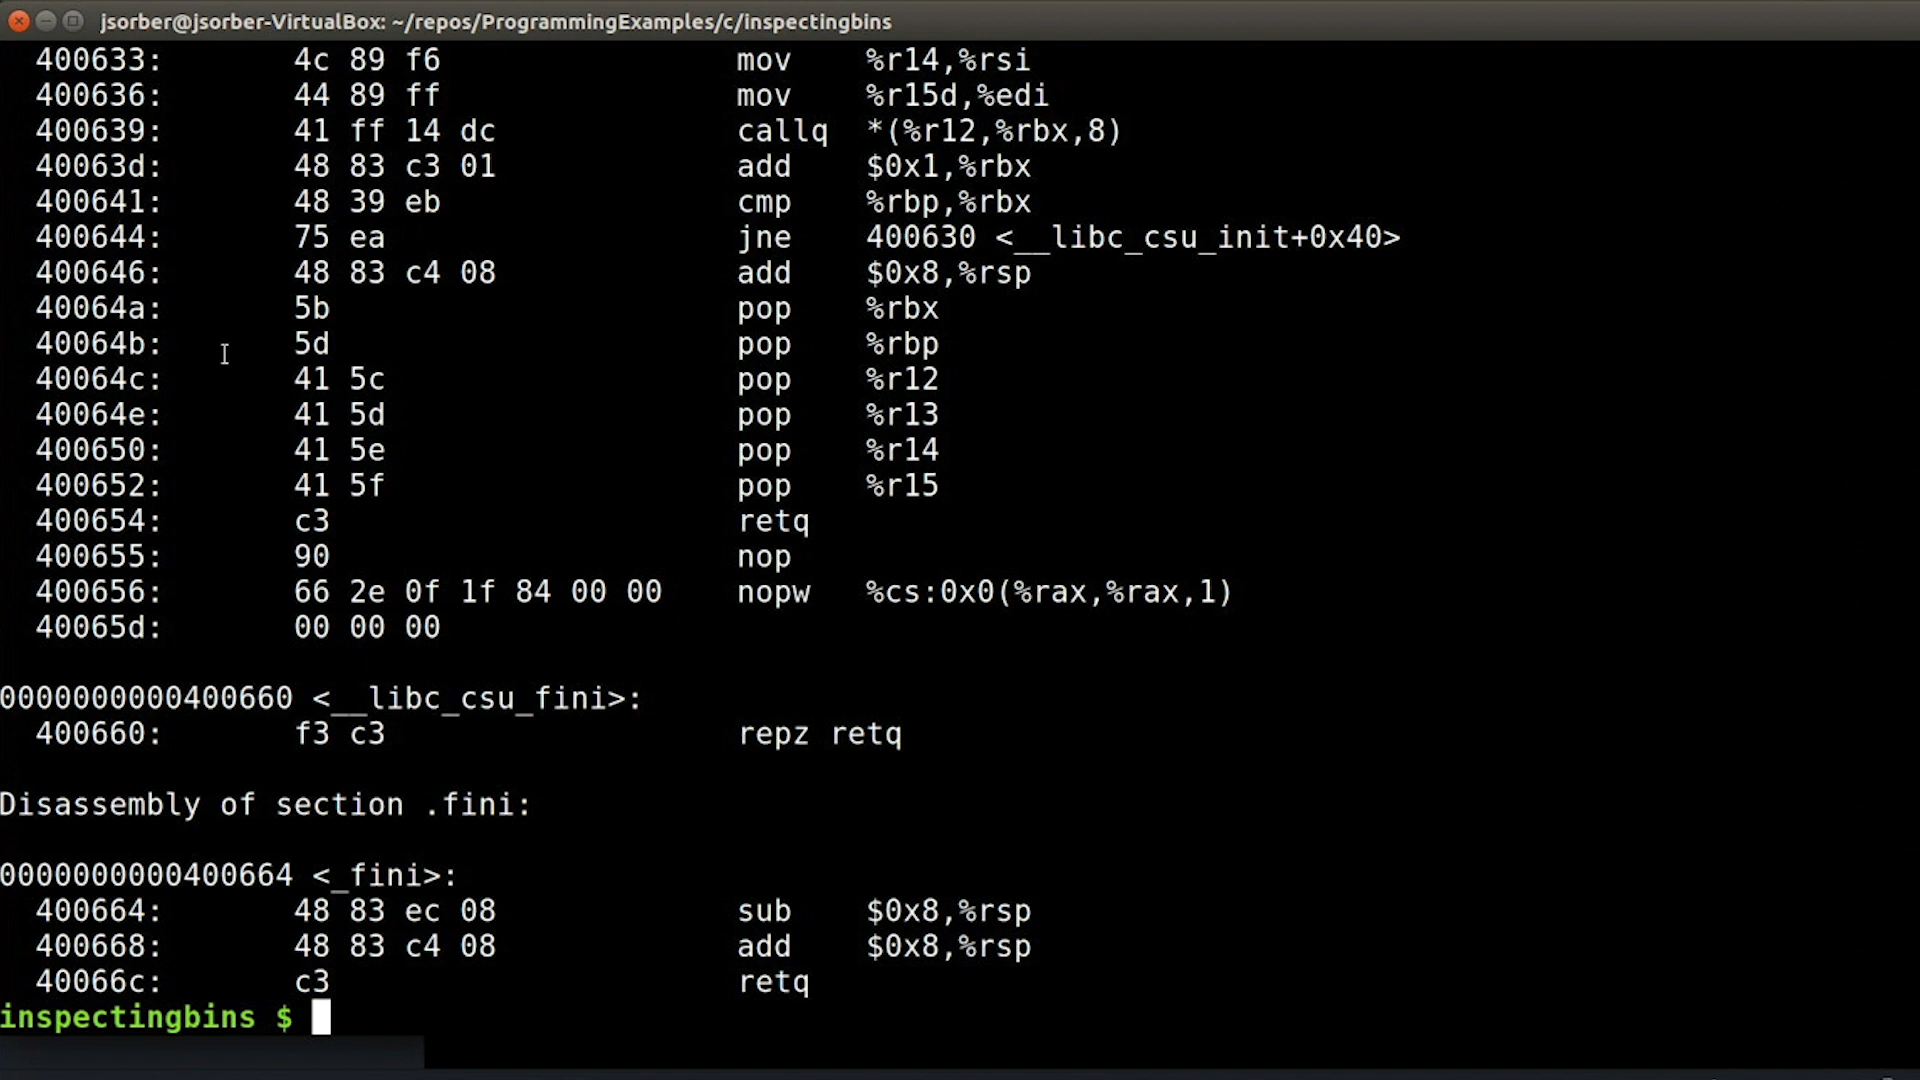 jsorber@jsorber-VirtualBox: ~/repos/ProgrammingExamples/c/inspectingbins
400633: 4c 89 f6 mov %r14,%rsi
400636: 44 89 ff mov %r15d,%edi
400639: 41 ff 14 dc callq *(%r12,%rbx,8)
40063d: 48 83 c3 01 add $0x1,%rbx
400641: 48 39 eb cmp %rbp,%rbx
400644: 75 ea jne 400630 <__libc_csu_init+0x40>
400646: 48 83 c4 08 add $0x8,%rsp
40064a: 5b pop %rbx
40064b: 5d pop %rbp
40064c: 41 5c pop %r12
40064e: 41 5d pop %r13
400650: 41 5e pop %r14
400652: 41 5f pop %r15
400654: c3 retq
400655: 90 nop
400656: 66 2e 0f 1f 84 00 00 nopw %cs:0x0(%rax,%rax,1)
40065d: 00 00 00
0000000000400660 <__libc_csu_fini>:
400660: f3 c3 repz retq
Disassembly of section .fini:
0000000000400664 <_fini>:
400664: 48 83 ec 08 sub $0x8,%rsp
400668: 48 83 c4 08 add $0x8,%rsp
40066c: c3 retq
inspectingbins $